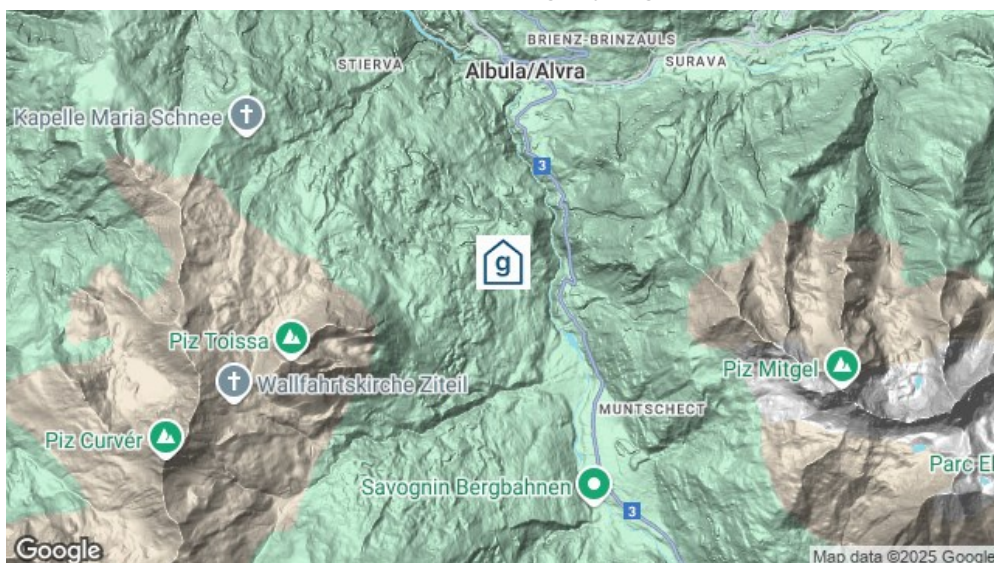 BRIENZ-BRINZAULS
STIERVA
SURAVA
Albula/Alvra
Kapelle Maria Schnee
3
g
Piz Toissa
Piz Mitgel
Wallfahrtskirche Ziteil
MUNTSCHECT
Piz Curvér
Parc El
Savognin Bergbahnen
3
Google
Map data ©2025 Google